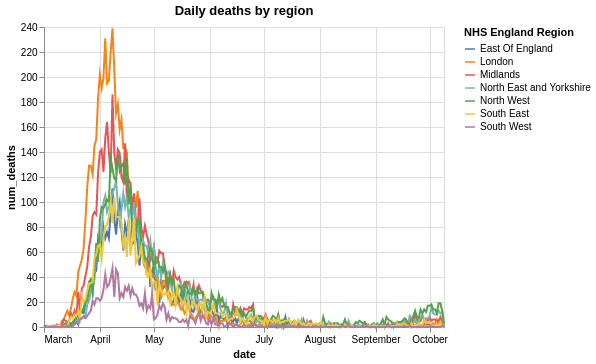 Daily deaths by region
NHS England Region
East Of England
London
Midlands
North East and Yorkshire
North West
South East
South West
num_deaths
240
220
200
180
160
140
120
100
80
60
40
20
0
March April May June July August September October
date